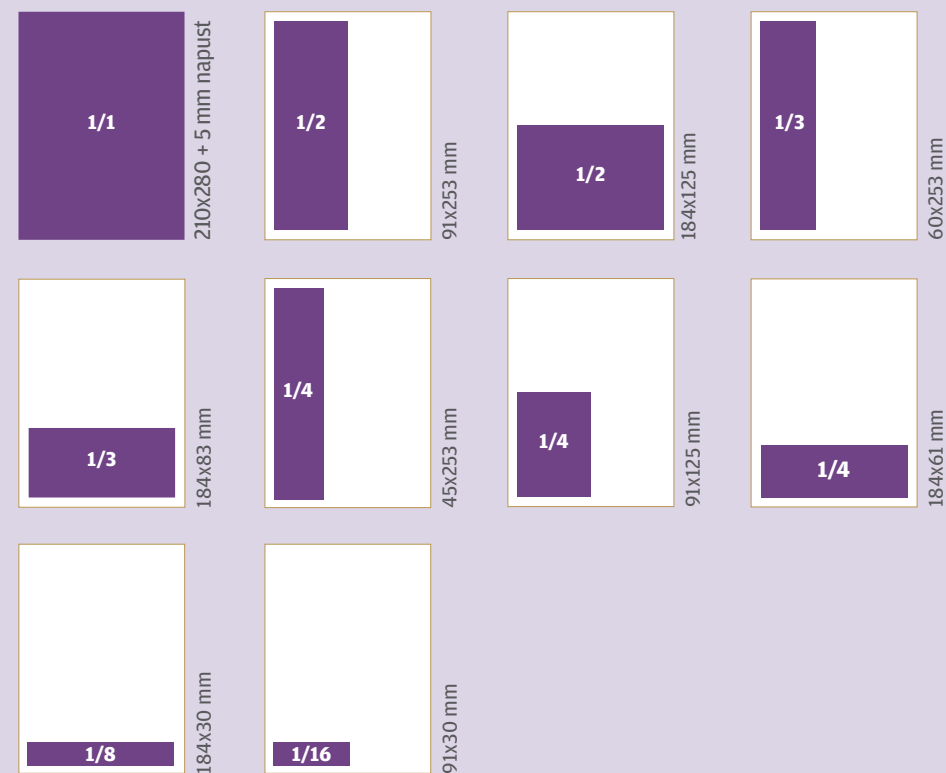 1/1
210x280 + 5 mm napust
1/2
91x253 mm
1/2
184x125 mm
1/3
60x253 mm
1/3
184x83 mm
1/4
45x253 mm
1/4
91x125 mm
1/4
184x61 mm
1/8
184x30 mm
1/16
91x30 mm